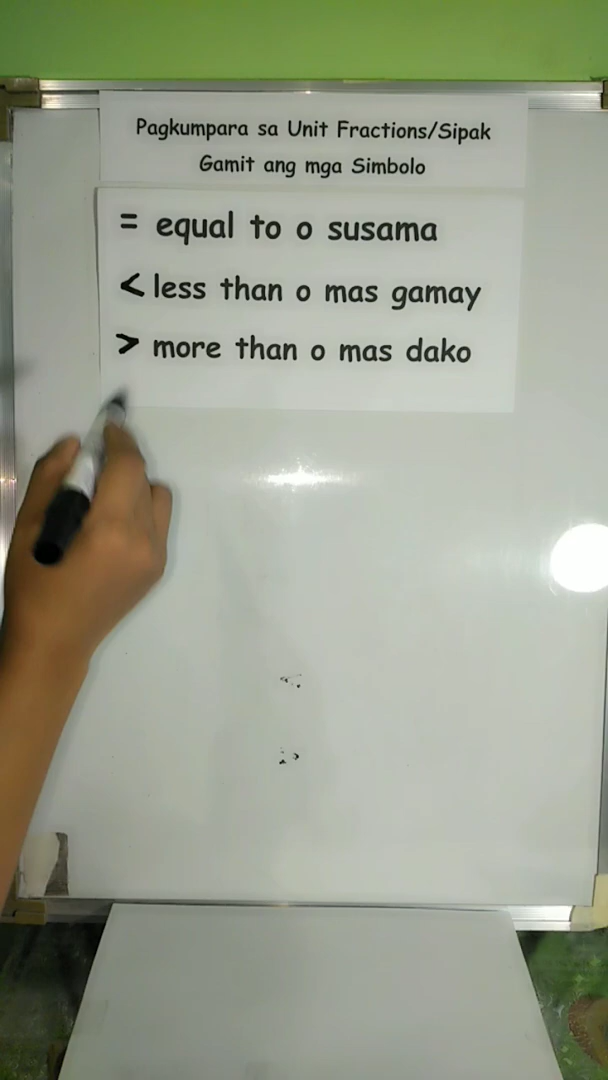 Pagkumpara sa Unit Fractions/Sipak
Gamit ang mga Simbolo
= equal to o susama
< less than o mas gamay
> more than o mas dako